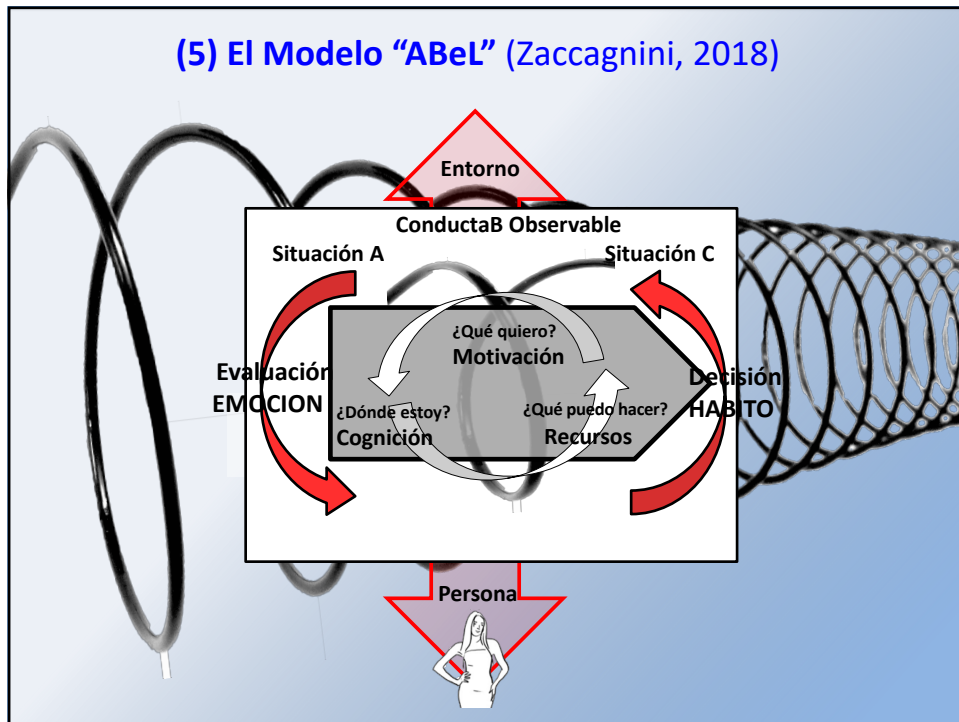 (5) El Modelo “ABeL” (Zaccagnini, 2018)
Entorno
ConductaB Observable
Situación A
Situación C
¿Qué quiero?
Motivación
Evaluación
EMOCION
Decisión
HABITO
¿Dónde estoy?
Cognición
¿Qué puedo hacer?
Recursos
Persona